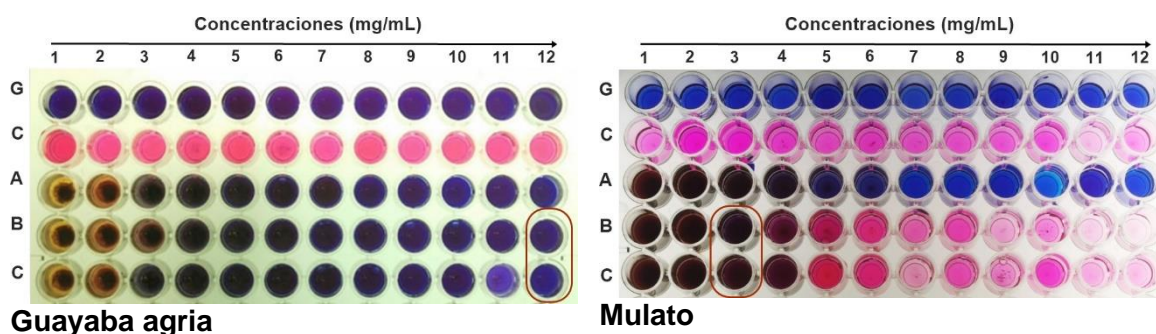 Concentraciones (mg/mL)
1 2 3 4 5 6 7 8 9 10 11 12
G
C
A
B
C
Guayaba agria
Concentraciones (mg/mL)
1 2 3 4 5 6 7 8 9 10 11 12
G
C
A
B
C
Mulato